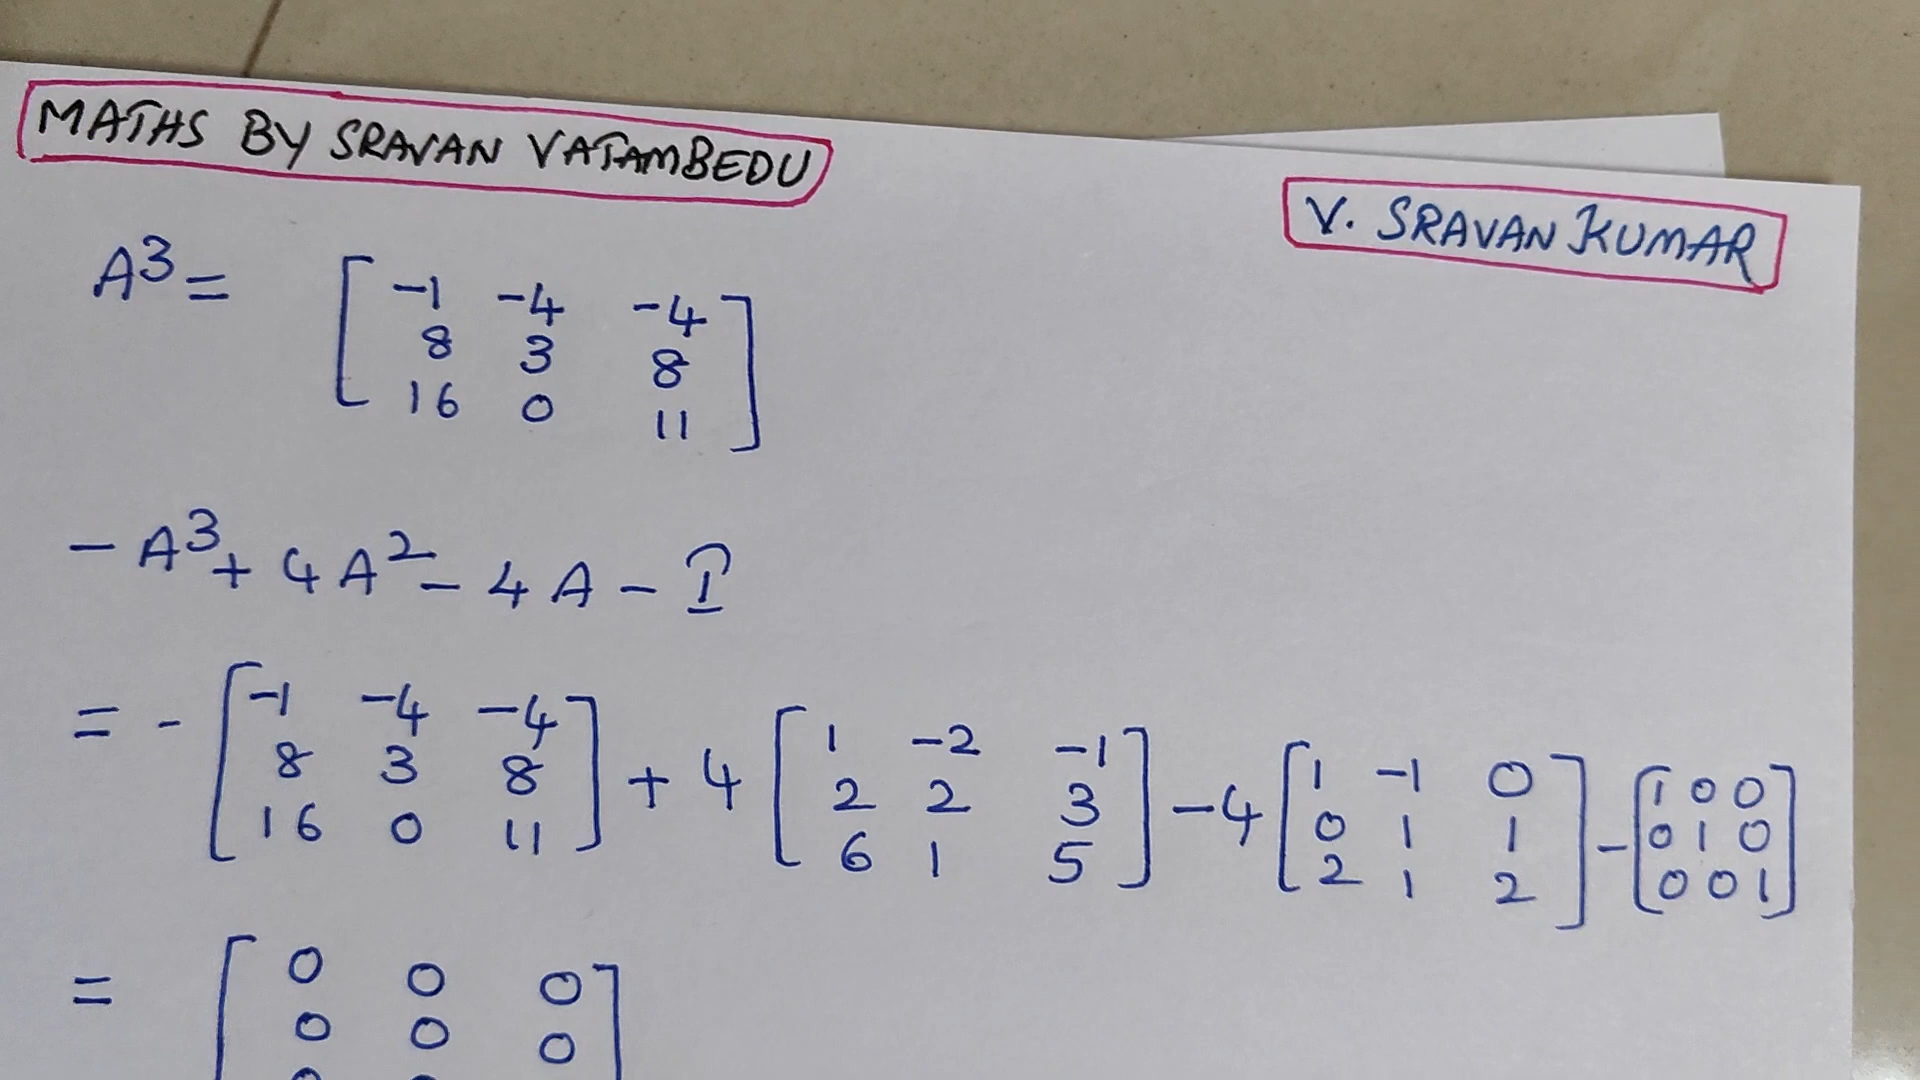 MATHS BY SRAVAN VATAMBEDU
V. SRAVAN KUMAR
A³ = [ -1 -4 -4
8 3 8
16 0 11 ]
- A³ + 4A² - 4A - I
= - [ -1 -4 -4 ] + 4 [ 1 -2 -1 ] - 4 [ 1 -1 0 ] - [ 1 0 0 ]
8 3 8 2 2 3 0 1 1 0 1 0
16 0 11 6 1 5 2 1 2 0 0 1
= [ 0 0 0 ]
0 0 0